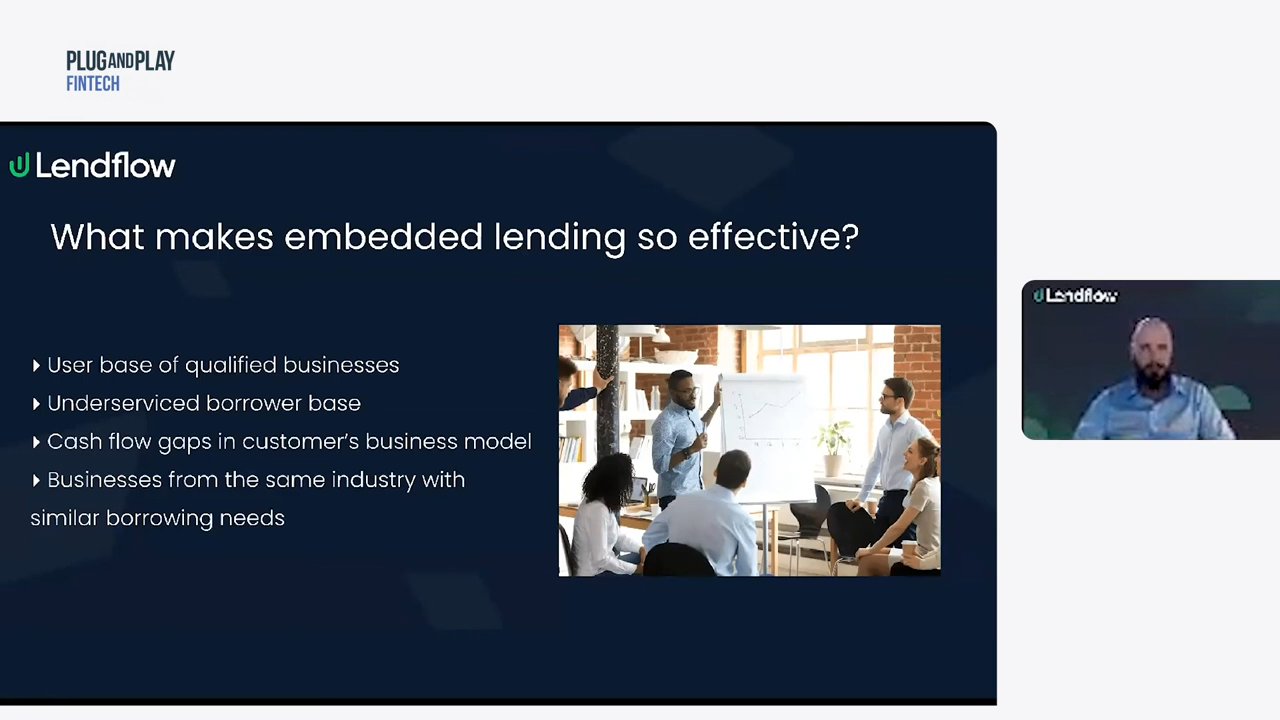 PLUGANDPLAY
FINTECH
Lendflow
What makes embedded lending so effective?
User base of qualified businesses
Underserviced borrower base
Cash flow gaps in customer's business model
Businesses from the same industry with
similar borrowing needs
Lendflow